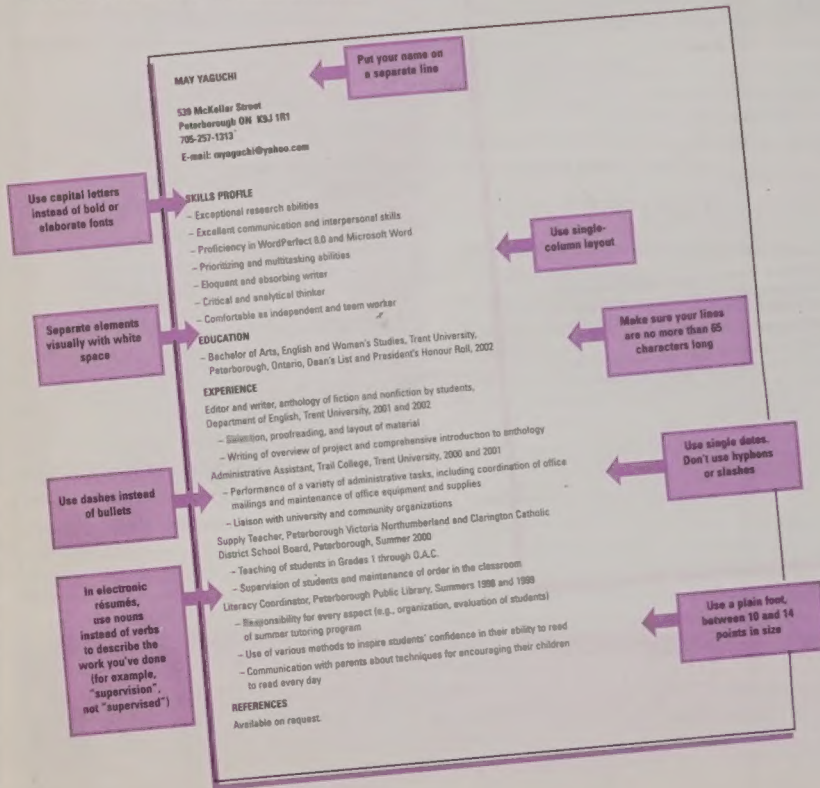 MAY YAGUCHI
Put your name on
a separate line
539 McKellar Street
Peterborough ON K9J 1R1
705-257-1313
E-mail: myaguchi@yahoo.com
Use capital letters
instead of bold or
elaborate fonts
SKILLS PROFILE
– Exceptional research abilities
– Excellent communication and interpersonal skills
– Proficiency in WordPerfect 8.0 and Microsoft Word
– Prioritizing and multitasking abilities
– Eloquent and absorbing writer
– Critical and analytical thinker
– Comfortable as independent and team worker
Use single-
column layout
Separate elements
visually with white
space
EDUCATION
– Bachelor of Arts, English and Women's Studies, Trent University,
Peterborough, Ontario, Dean's List and President's Honour Roll, 2002
Make sure your lines
are no more than 65
characters long
EXPERIENCE
Editor and writer, anthology of fiction and nonfiction by students,
Department of English, Trent University, 2001 and 2002
– Selection, proofreading, and layout of material
– Writing of overview of project and comprehensive introduction to anthology
Administrative Assistant, Trail College, Trent University, 2000 and 2001
– Performance of a variety of administrative tasks, including coordination of office
mailings and maintenance of office equipment and supplies
– Liaison with university and community organizations
Use single dates.
Don't use hyphens
or slashes
Use dashes instead
of bullets
Supply Teacher, Peterborough Victoria Northumberland and Clarington Catholic
District School Board, Peterborough, Summer 2000
– Teaching of students in Grades 1 through O.A.C.
– Supervision of students and maintenance of order in the classroom
In electronic
résumés,
use nouns
instead of verbs
to describe the
work you've done
(for example,
"supervision",
not "supervised")
Literacy Coordinator, Peterborough Public Library, Summers 1998 and 1999
– Responsibility for every aspect (e.g., organization, evaluation of students)
of summer tutoring program
– Use of various methods to inspire students' confidence in their ability to read
– Communication with parents about techniques for encouraging their children
to read every day
Use a plain font,
between 10 and 14
points in size
REFERENCES
Available on request.